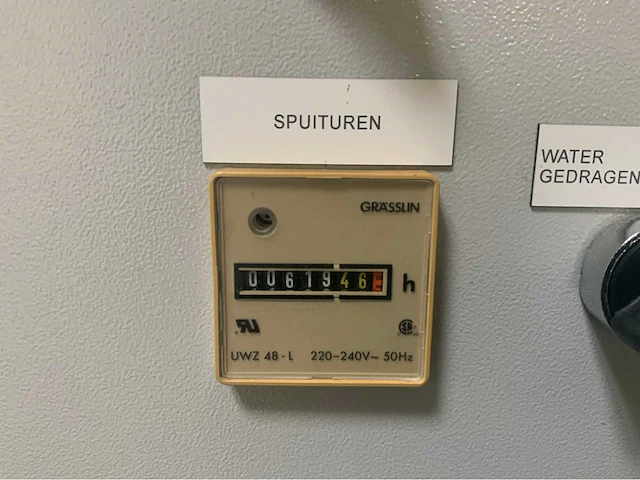 SPUITUREN
WATER
GEDRAGEN
GRÄSSLIN
0061946 h
UWZ 48-L 220-240V~ 50Hz